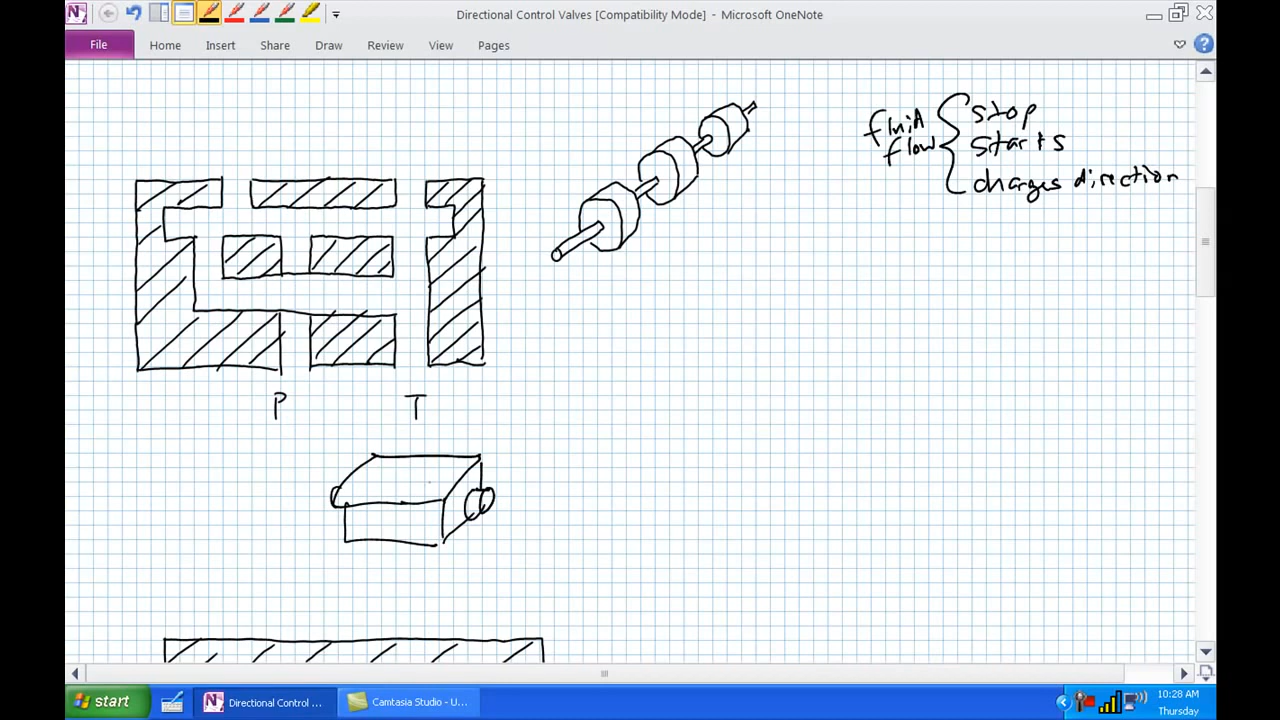 Directional Control Valves [Compatibility Mode] - Microsoft OneNote
File Home Insert Share Draw Review View Pages
fluid
flow
stop
starts
changes direction
P T
start
Directional Control ...
Camtasia Studio - U...
10:28 AM
Thursday